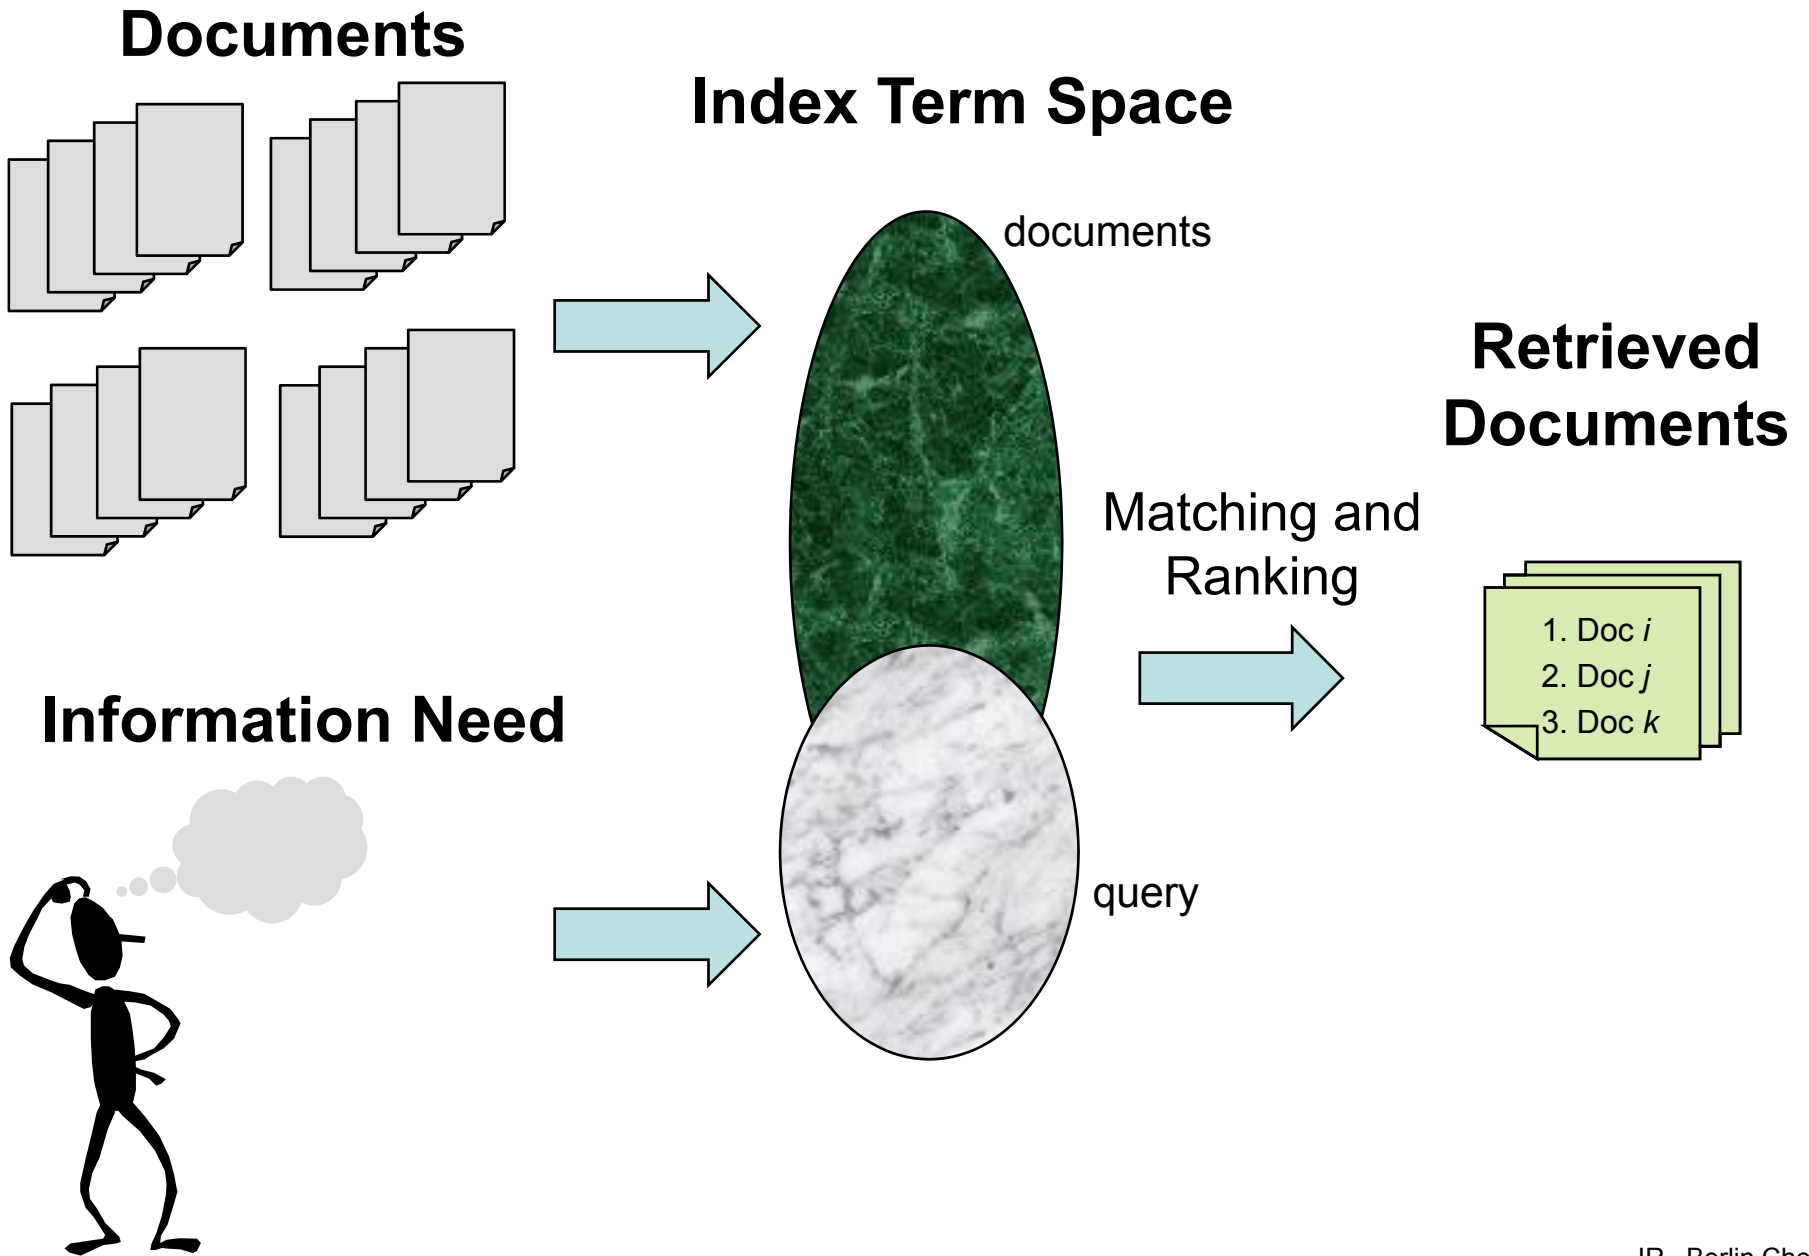 Documents
Index Term Space
documents
Retrieved
Documents
Matching and
Ranking
1. Doc i
2. Doc j
3. Doc k
Information Need
query
Berlin